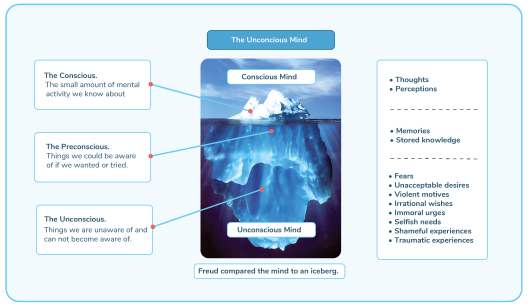 The Unconcious Mind
The Conscious.
The small amount of mental
activity we know about
The Preconscious.
Things we could be aware
of if we wanted or tried.
The Unconscious.
Things we are unaware of and
can not become aware of.
Conscious Mind
Unconscious Mind
Freud compared the mind to an iceberg.
• Thoughts
• Perceptions
• Memories
• Stored knowledge
• Fears
• Unacceptable desires
• Violent motives
• Irrational wishes
• Immoral urges
• Selfish needs
• Shameful experiences
• Traumatic experiences